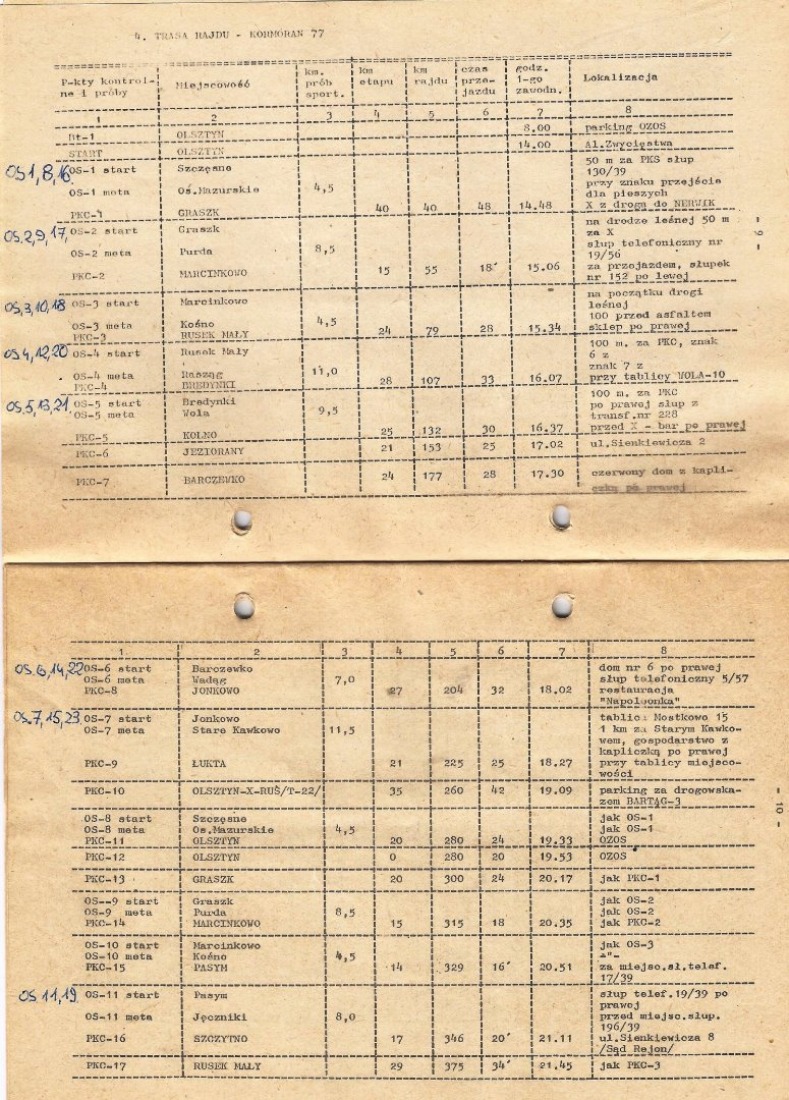 4. TRASA RAJDU - KORMORAN 77
P-kty kontrol-ne i próby | Miejscowość | km. prób sport. | km etapu | km rajdu | czas prze-jazdu | godz. 1-go zawodn. | Lokalizacja
1 2 3 4 5 6 7 8
Bt-1 OLSZTYN 8.00 parking OZOS
START OLSZTYN 14.00 Al.Zwycięstwa
OS 1,8,16. OS-1 start Szczęsne 50 m za PKS słup
130/39
OS-1 meta Os.Mazurskie 4,5 przy znaku przejście
dla pieszych
PKC-1 GRASZK 40 40 48 14.48 X z drogą do NERWIK
OS.2,9,17, OS-2 start Graszk na drodze leśnej 50 m
za X
OS-2 meta Purda 8,5 słup telefoniczny nr
19/56
PKC-2 MARCINKOWO 15 55 18' 15.06 za przejazdem, słupek
nr 152 po lewej
OS,3,10,18 OS-3 start Marcinkowo na początku drogi
leśnej
OS-3 meta Kośno 4,5 100 przed asfaltem
PKC-3 RUSEK MAŁY 24 79 28 15.34 sklep po prawej
OS 4,12,20 OS-4 start Rusek Mały 100 m. za PKC, znak
6 z
OS-4 meta Rasząg 11,0 znak 7 z
PKC-4 BREDYNKI 28 107 33 16.07 przy tablicy WOLA-10
OS.5,13,21 OS-5 start Bredynki 100 m. za PKC
OS-5 meta Wola 9,5 po prawej słup z
transf.nr 228
PKC-5 KOLNO 25 132 30 16.37 przed X - bar po prawej
PKC-6 JEZIORANY 21 153 25 17.02 ul.Sienkiewicza 2
PKC-7 BARCZEWKO 24 177 28 17.30 czerwony dom z kapli-
czką po prawej
- 9 -
1 2 3 4 5 6 7 8
OS.6,14,22 OS-6 start Barczewko dom nr 6 po prawej
OS-6 meta Wadąg 7,0 słup telefoniczny 5/57
PKC-8 JONKOWO 27 204 32 18.02 restauracja
"Napoleonka"
OS.7,15,23. OS-7 start Jonkowo tablica Mostkowo 15
OS-7 meta Stare Kawkowo 11,5 1 km za Starym Kawko-
wem, gospodarstwo z
kapliczką po prawej
PKC-9 ŁUKTA 21 225 25 18.27 przy tablicy miejsco-
wości
PKC-10 OLSZTYN-X-RUŚ/T-22/ 35 260 42 19.09 parking za drogowska-
zem BARTĄG-3
OS-8 start Szczęsne jak OS-1
OS-8 meta Os.Mazurskie 4,5 jak OS-1
PKC-11 OLSZTYN 20 280 24 19.33 OZOS
PKC-12 OLSZTYN 0 280 20 19.53 OZOS
PKC-13 GRASZK 20 300 24 20.17 jak PKC-1
OS--9 start Graszk jak OS-2
OS-9 meta Purda 8,5 jak OS-2
PKC-14 MARCINKOWO 15 315 18 20.35 jak PKC-2
OS-10 start Marcinkowo jak OS-3
OS-10 meta Kośno 4,5 -"-
PKC-15 PASYM 14 329 16' 20.51 za miejsc.sł.telef.
17/39
OS 11,19. OS-11 start Pasym słup telef.19/39 po
prawej
OS-11 meta Jęczniki 8,0 przed miejsc.słup.
196/39
PKC-16 SZCZYTNO 17 346 20' 21.11 ul.Sienkiewicza 8
/Sąd Rejon/
PKC-17 RUSEK MAŁY 29 375 34' 21.45 jak PKC-3
- 10 -